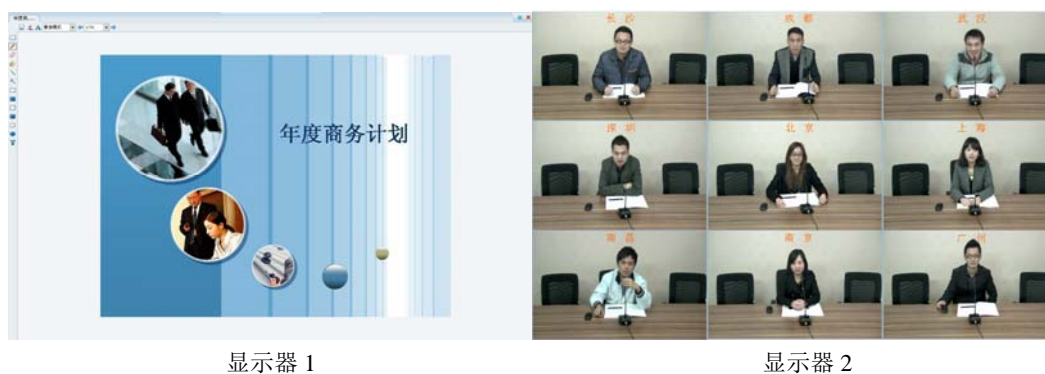 年度商务计划
长 沙
成 都
武 汉
深 圳
北 京
上 海
南 昌
南 京
广 州
显示器 1
显示器 2